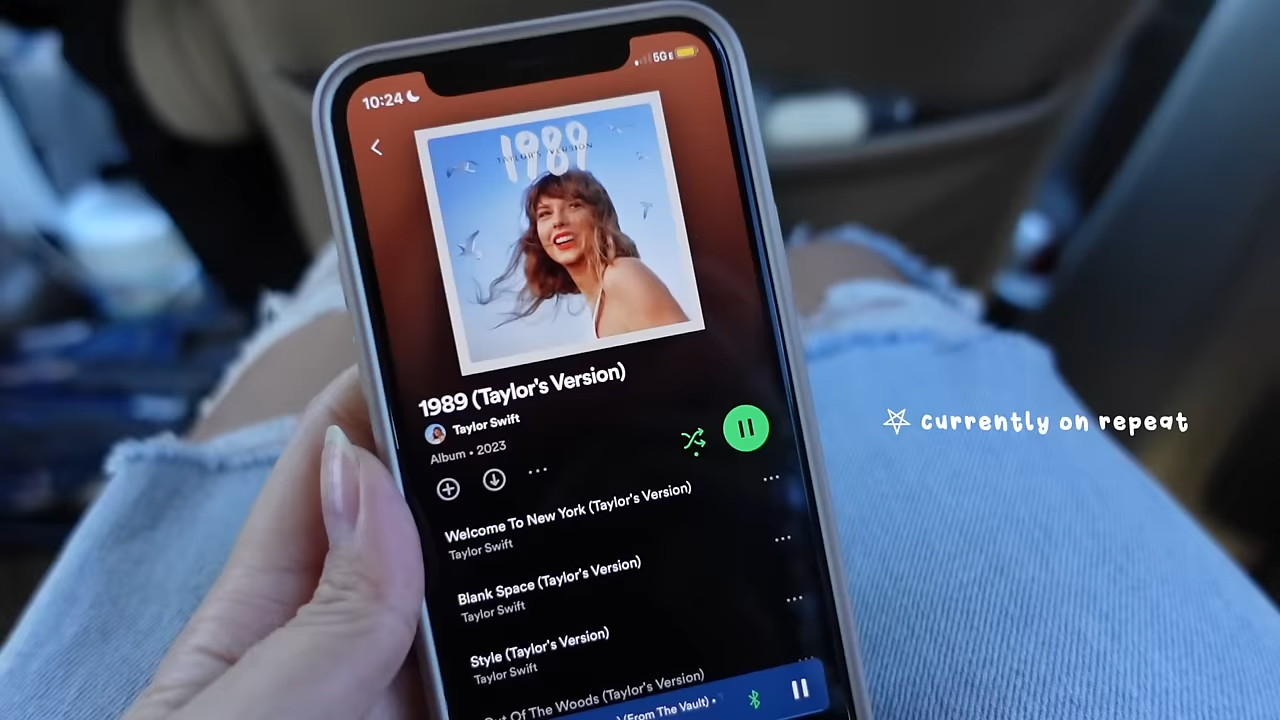 10:24
5GE
1989
TAYLOR'S VERSION
1989 (Taylor's Version)
Taylor Swift
Album • 2023
currently on repeat
Welcome To New York (Taylor's Version)
Taylor Swift
Blank Space (Taylor's Version)
Taylor Swift
Style (Taylor's Version)
Taylor Swift
Out Of The Woods (Taylor's Version)
(From The Vault) •